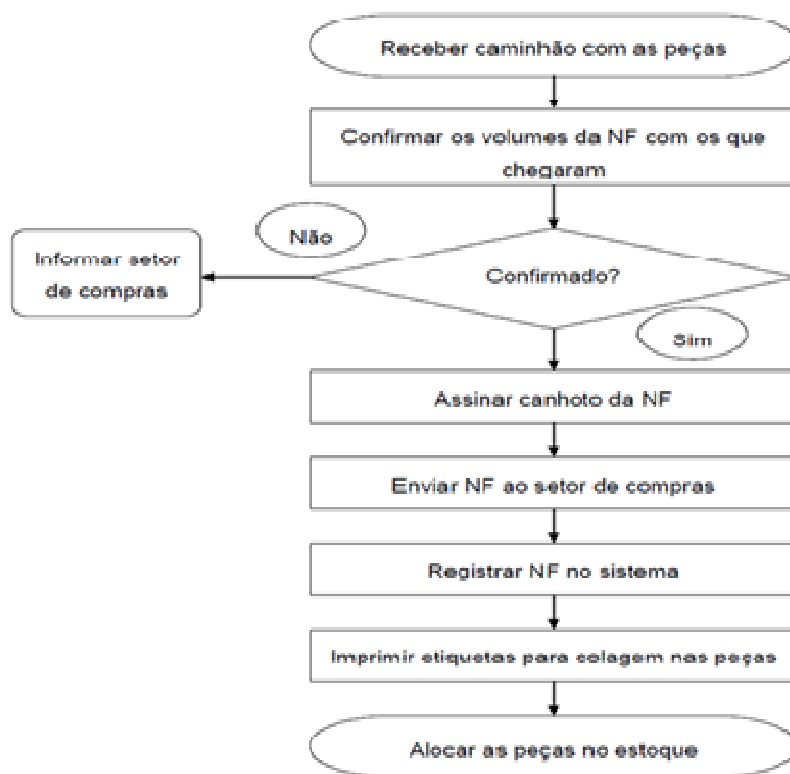 Receber caminhão com as peças
Confirmar os volumes da NF com os que
chegaram
Não
Informar setor
de compras
Confirmado?
Sim
Assinar canhoto da NF
Enviar NF ao setor de compras
Registrar NF no sistema
Imprimir etiquetas para colagem nas peças
Alocar as peças no estoque